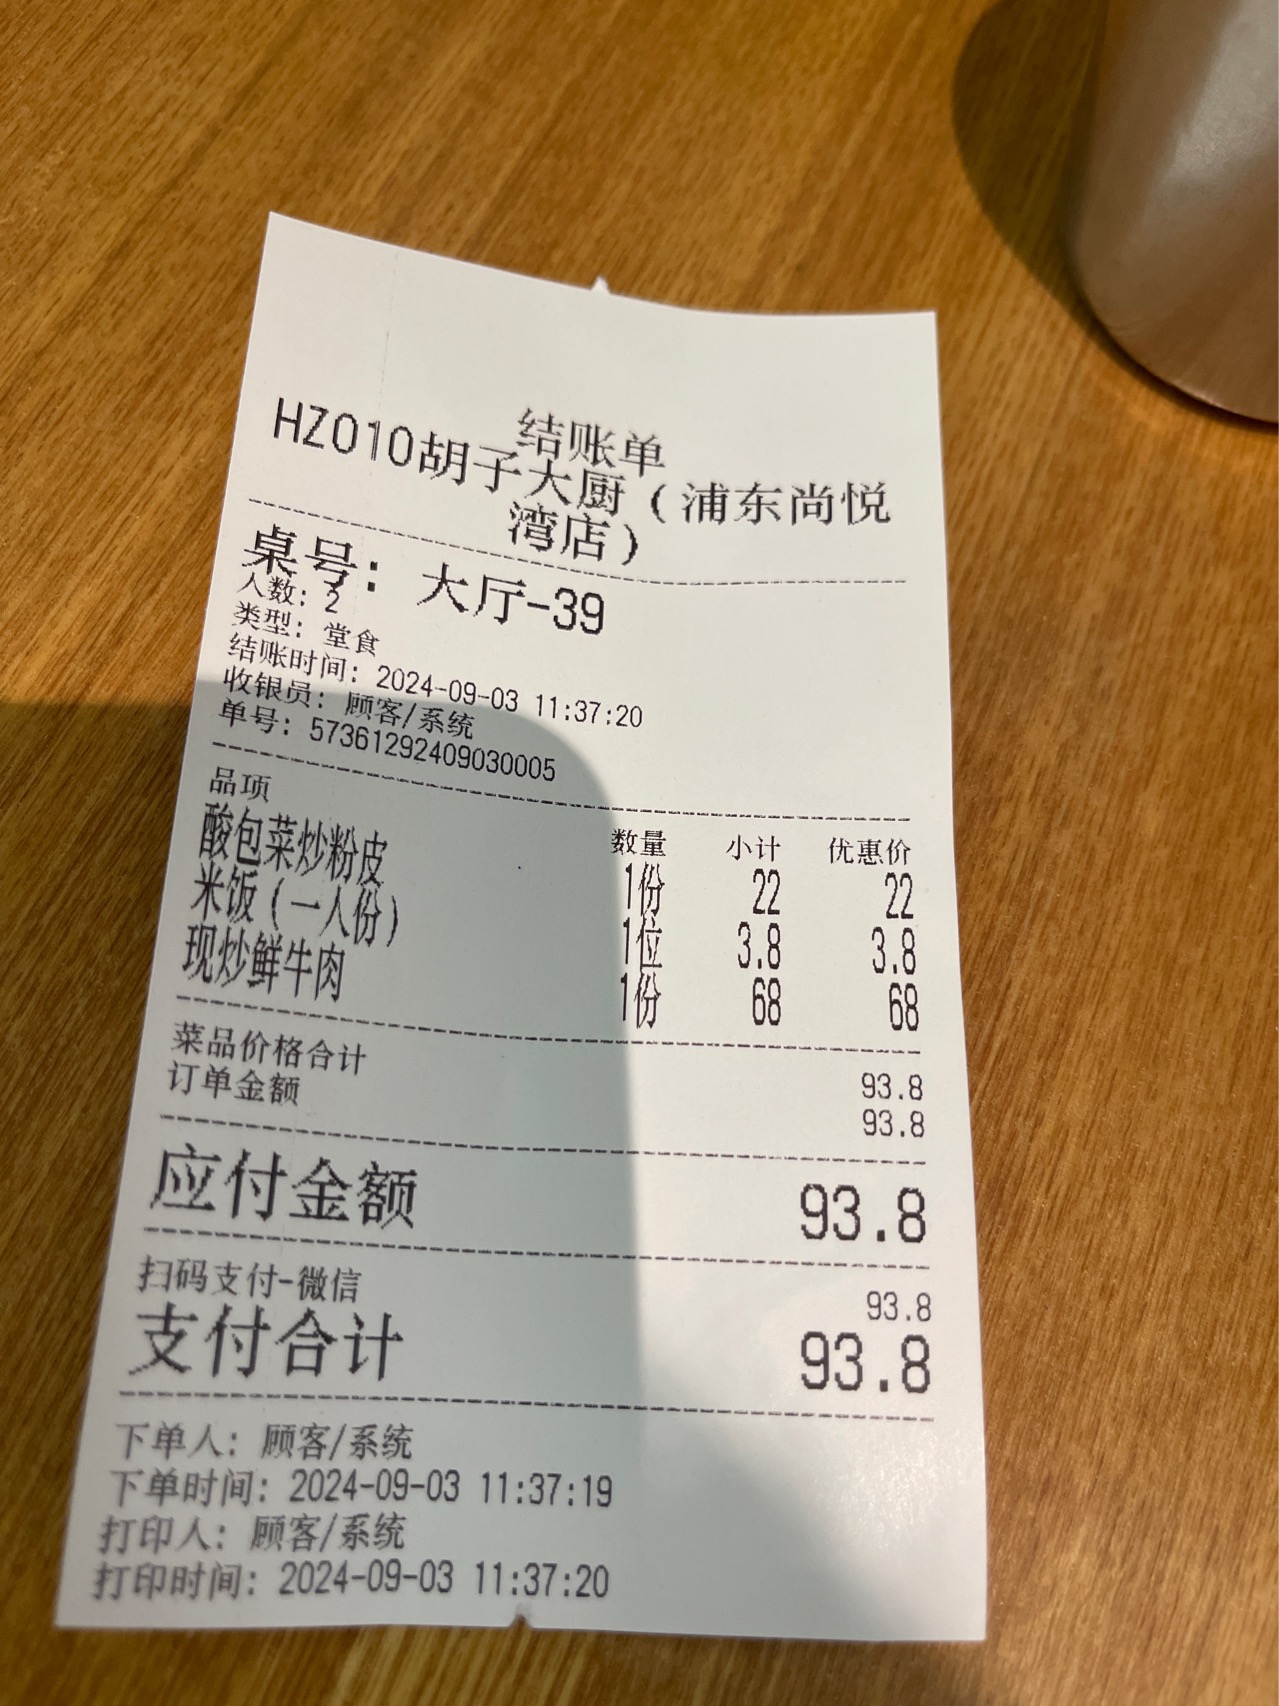 结账单
HZ010胡子大厨（浦东尚悦
湾店）
桌号：大厅-39
人数：2
类型：堂食
结账时间：2024-09-03 11:37:20
收银员：顾客/系统
单号：57361292409030005
品项 数量 小计 优惠价
酸包菜炒粉皮 1份 22 22
米饭（一人份） 1位 3.8 3.8
现炒鲜牛肉 1份 68 68
菜品价格合计 93.8
订单金额 93.8
应付金额 93.8
扫码支付-微信 93.8
支付合计 93.8
下单人：顾客/系统
下单时间：2024-09-03 11:37:19
打印人：顾客/系统
打印时间：2024-09-03 11:37:20